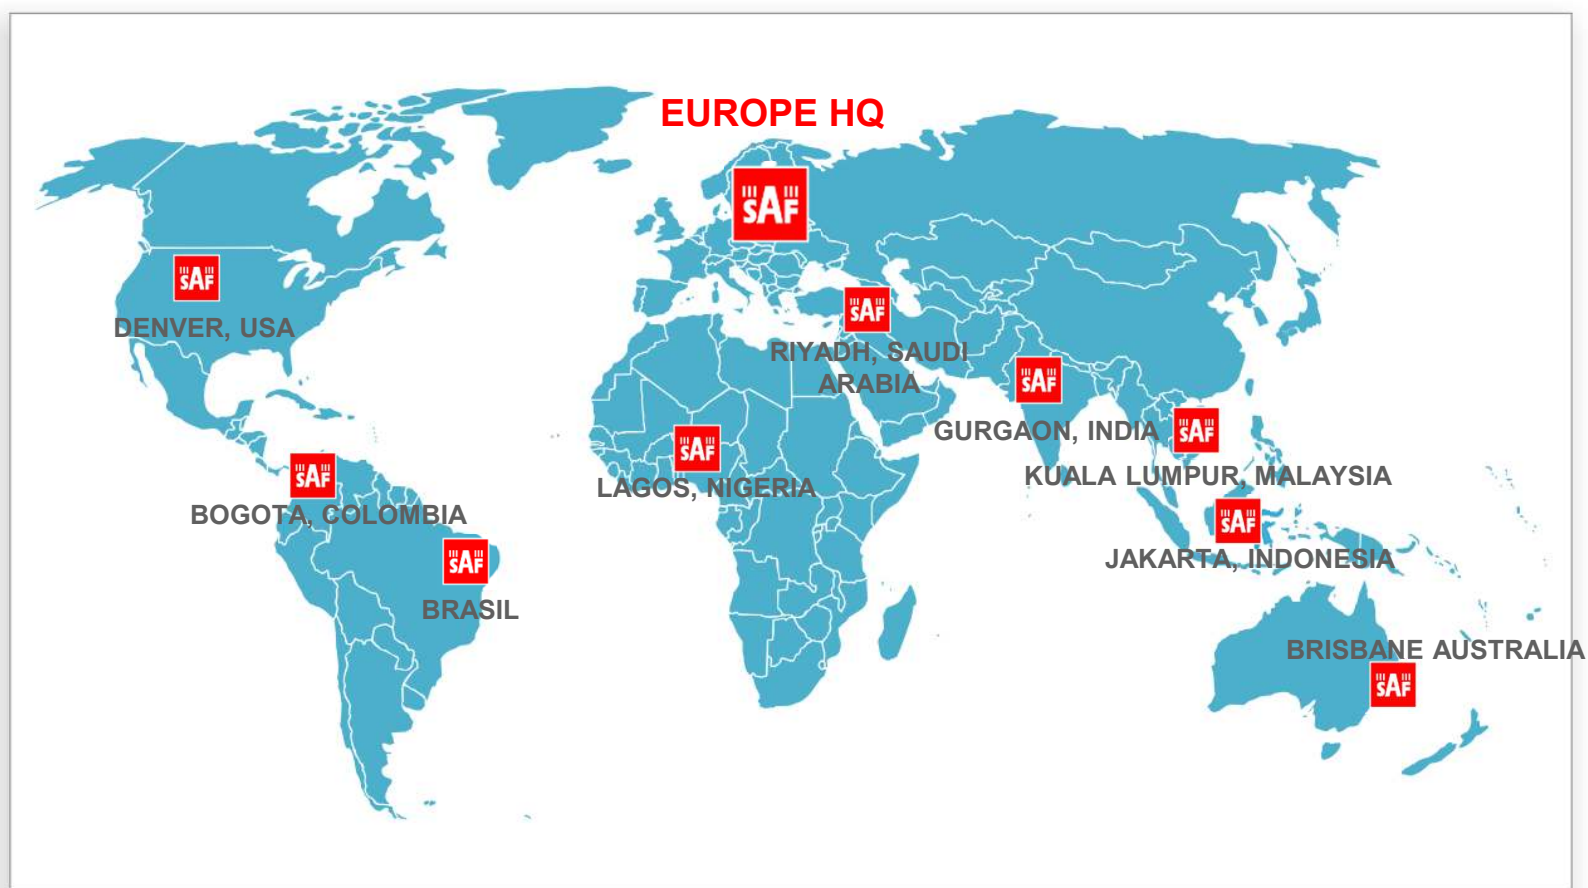 EUROPE HQ
SAF
SAF
DENVER, USA
SAF
RIYADH, SAUDI
ARABIA
SAF
GURGAON, INDIA
SAF
KUALA LUMPUR, MALAYSIA
SAF
LAGOS, NIGERIA
SAF
BOGOTA, COLOMBIA
SAF
JAKARTA, INDONESIA
SAF
BRASIL
BRISBANE AUSTRALIA
SAF